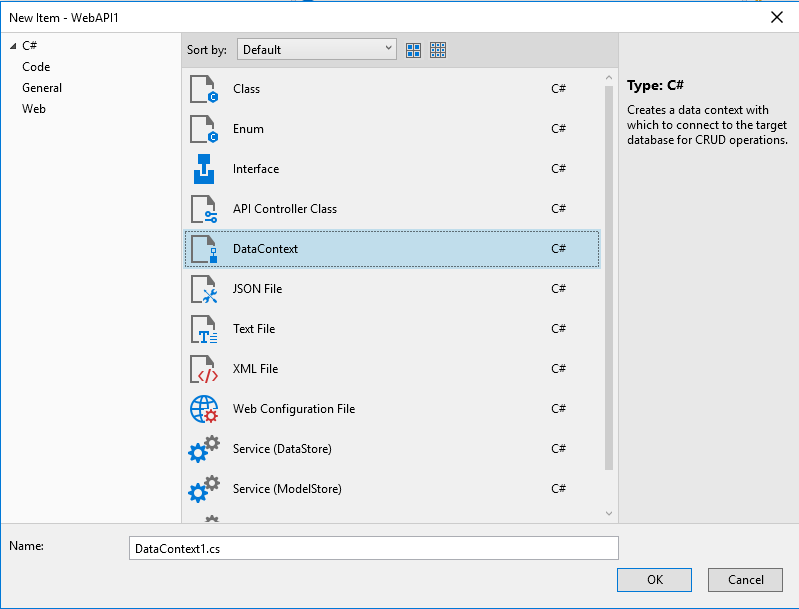 New Item - WebAPI1
C#
Code
General
Web
Sort by: Default
Class C#
Enum C#
Interface C#
API Controller Class C#
DataContext C#
JSON File C#
Text File C#
XML File C#
Web Configuration File C#
Service (DataStore) C#
Service (ModelStore) C#
Type: C#
Creates a data context with
which to connect to the target
database for CRUD operations.
Name: DataContext1.cs
OK Cancel